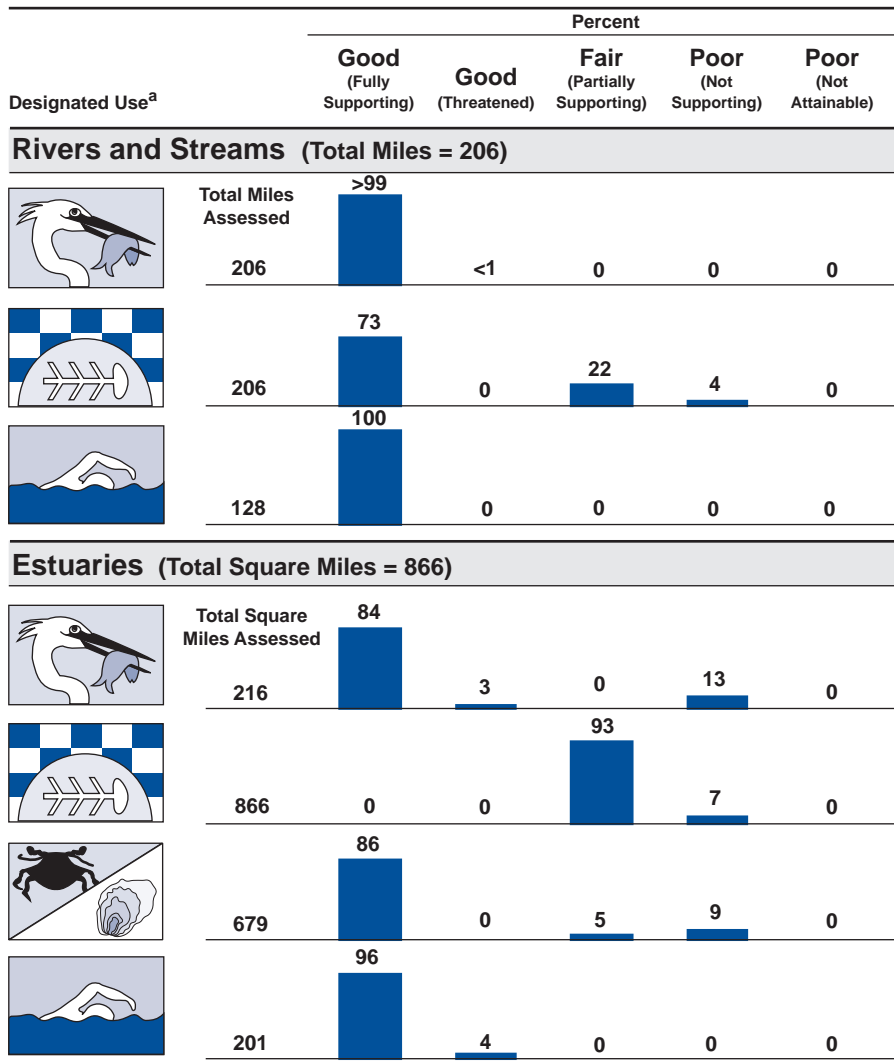 Percent
Designated Use^a
Good
(Fully
Supporting)
Good
(Threatened)
Fair
(Partially
Supporting)
Poor
(Not
Supporting)
Poor
(Not
Attainable)
Rivers and Streams (Total Miles = 206)
Total Miles
Assessed
>99
206 <1 0 0 0
73
22
4
206 0 0
100
128 0 0 0 0
Estuaries (Total Square Miles = 866)
Total Square
Miles Assessed
84
216 3 0 13 0
93
866 0 0 7 0
86
679 0 5 9 0
96
201 4 0 0 0